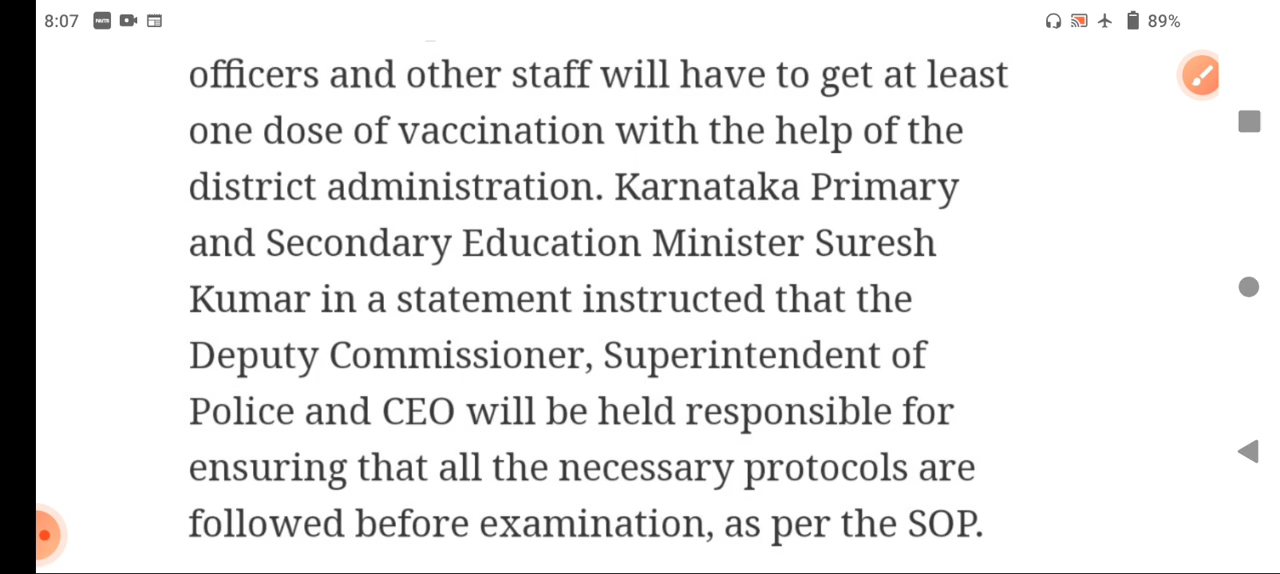 8:07
89%
officers and other staff will have to get at least
one dose of vaccination with the help of the
district administration. Karnataka Primary
and Secondary Education Minister Suresh
Kumar in a statement instructed that the
Deputy Commissioner, Superintendent of
Police and CEO will be held responsible for
ensuring that all the necessary protocols are
followed before examination, as per the SOP.